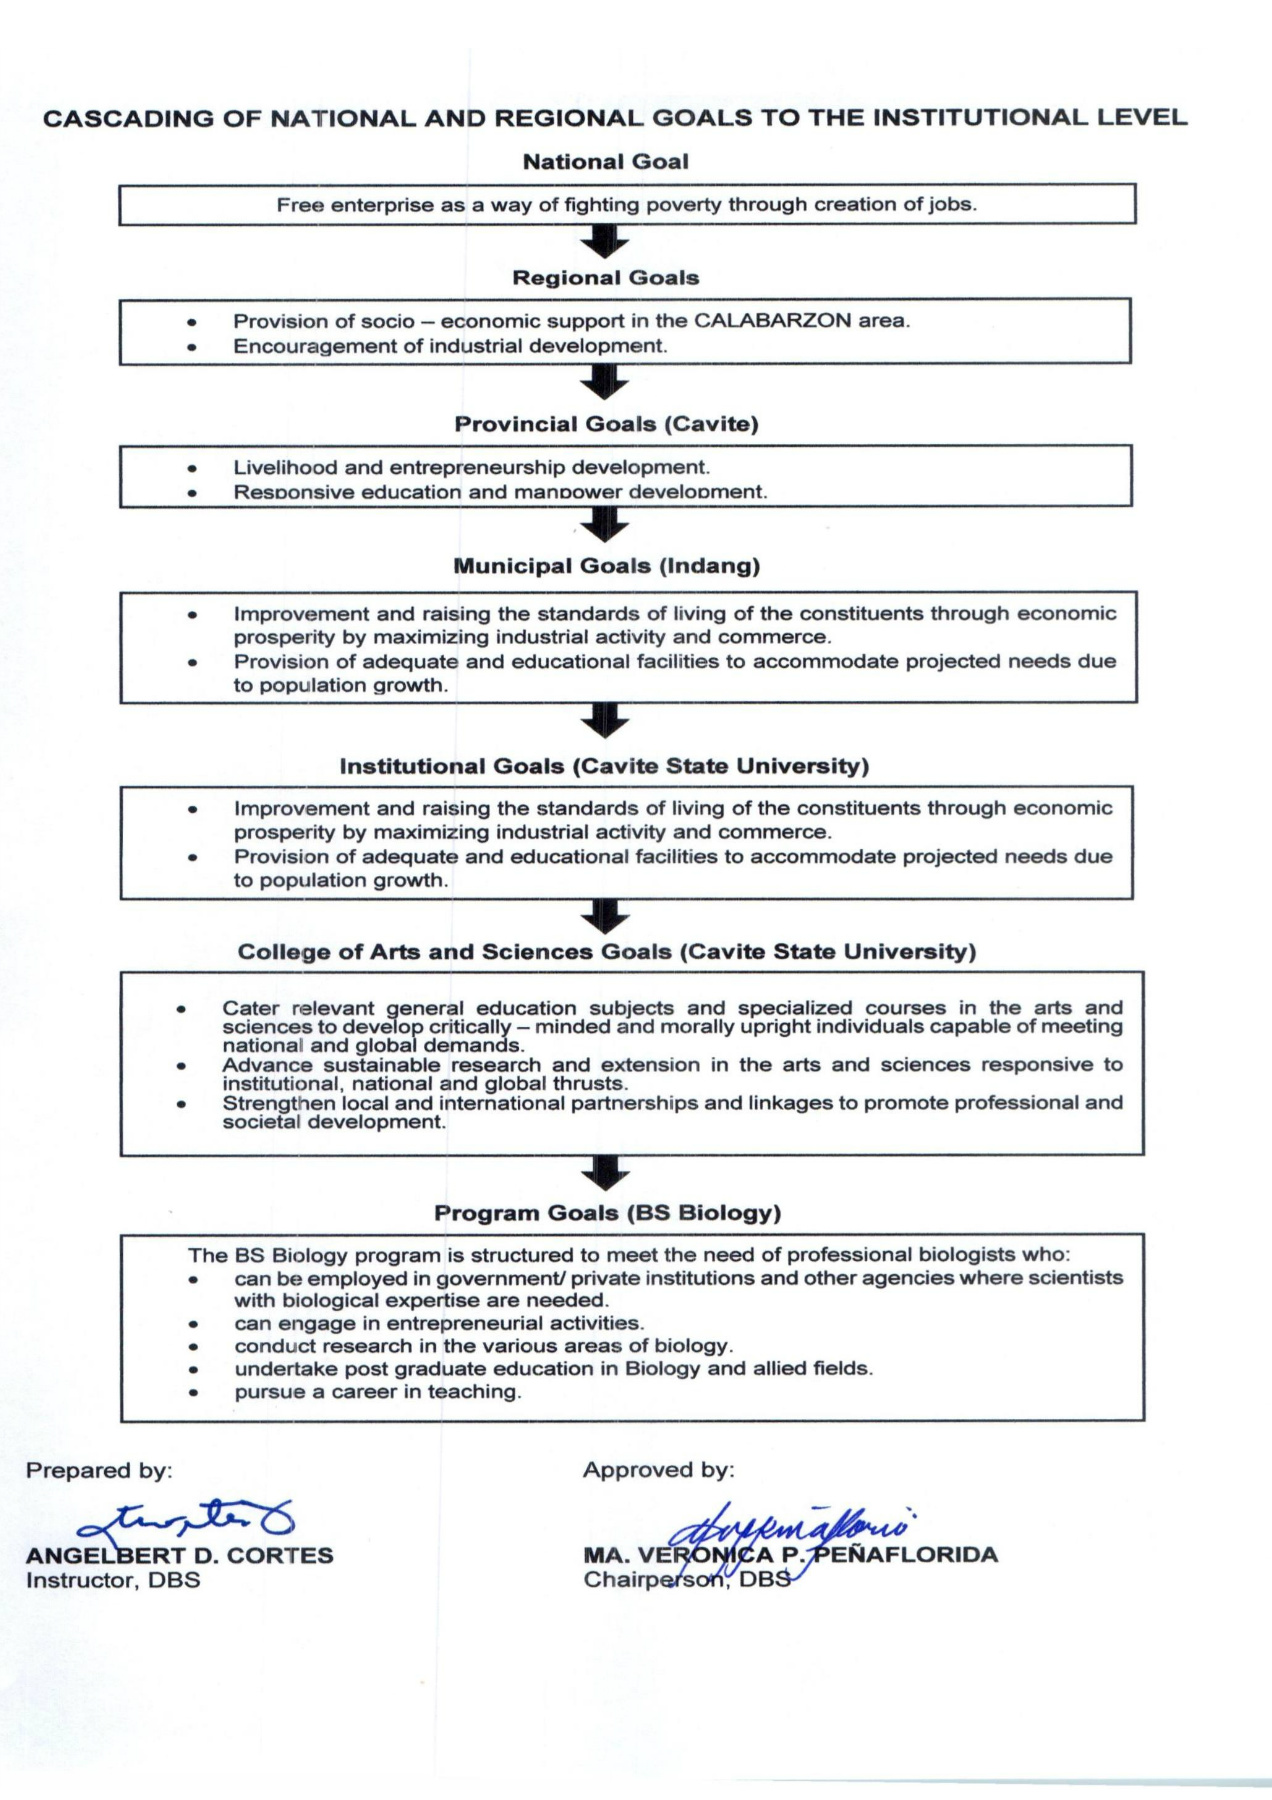 CASCADING OF NATIONAL AND REGIONAL GOALS TO THE INSTITUTIONAL LEVEL
National Goal
Free enterprise as a way of fighting poverty through creation of jobs.
Regional Goals
• Provision of socio – economic support in the CALABARZON area.
• Encouragement of industrial development.
Provincial Goals (Cavite)
• Livelihood and entrepreneurship development.
• Responsive education and manpower development.
Municipal Goals (Indang)
• Improvement and raising the standards of living of the constituents through economic
prosperity by maximizing industrial activity and commerce.
• Provision of adequate and educational facilities to accommodate projected needs due
to population growth.
Institutional Goals (Cavite State University)
• Improvement and raising the standards of living of the constituents through economic
prosperity by maximizing industrial activity and commerce.
• Provision of adequate and educational facilities to accommodate projected needs due
to population growth.
College of Arts and Sciences Goals (Cavite State University)
• Cater relevant general education subjects and specialized courses in the arts and
sciences to develop critically – minded and morally upright individuals capable of meeting
national and global demands.
• Advance sustainable research and extension in the arts and sciences responsive to
institutional, national and global thrusts.
• Strengthen local and international partnerships and linkages to promote professional and
societal development.
Program Goals (BS Biology)
The BS Biology program is structured to meet the need of professional biologists who:
• can be employed in government/ private institutions and other agencies where scientists
with biological expertise are needed.
• can engage in entrepreneurial activities.
• conduct research in the various areas of biology.
• undertake post graduate education in Biology and allied fields.
• pursue a career in teaching.
Prepared by:
ANGELBERT D. CORTES
Instructor, DBS
Approved by:
MA. VERONICA P. PEÑAFLORIDA
Chairperson, DBS